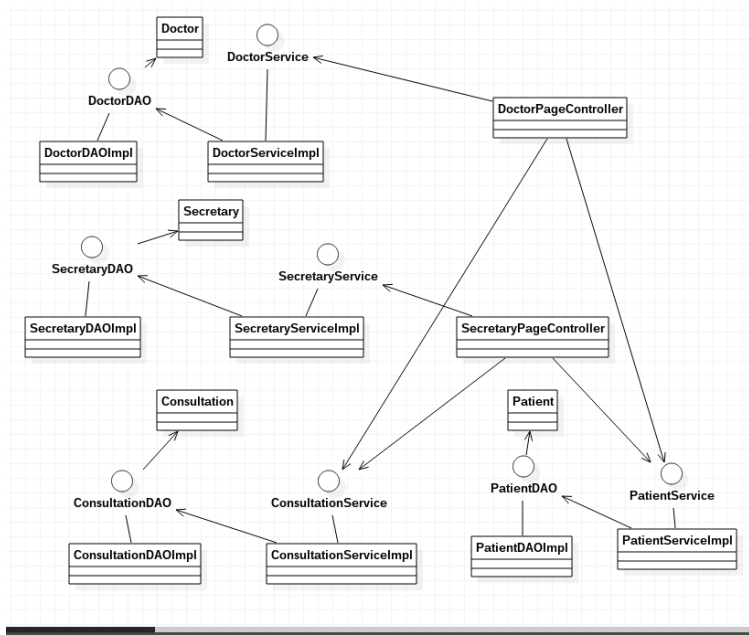 Doctor
DoctorService
DoctorDAO
DoctorPageController
DoctorDAOImpl
DoctorServiceImpl
Secretary
SecretaryDAO
SecretaryService
SecretaryDAOImpl
SecretaryServiceImpl
SecretaryPageController
Consultation
Patient
ConsultationDAO
ConsultationService
PatientDAO
PatientService
ConsultationDAOImpl
ConsultationServiceImpl
PatientDAOImpl
PatientServiceImpl